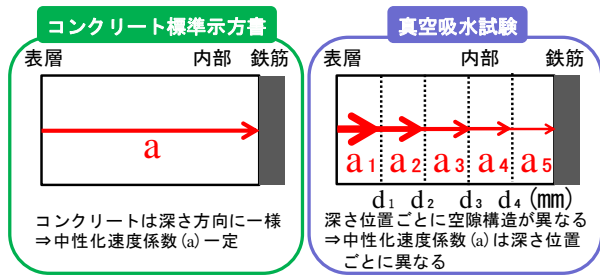 コンクリート標準示方書
表層 内部 鉄筋
a
コンクリートは深さ方向に一様
⇒中性化速度係数(a)一定
真空吸水試験
表層 内部 鉄筋
a1 a2 a3 a4 a5
d1 d2 d3 d4 (mm)
深さ位置ごとに空隙構造が異なる
⇒中性化速度係数(a)は深さ位置
ごとに異なる